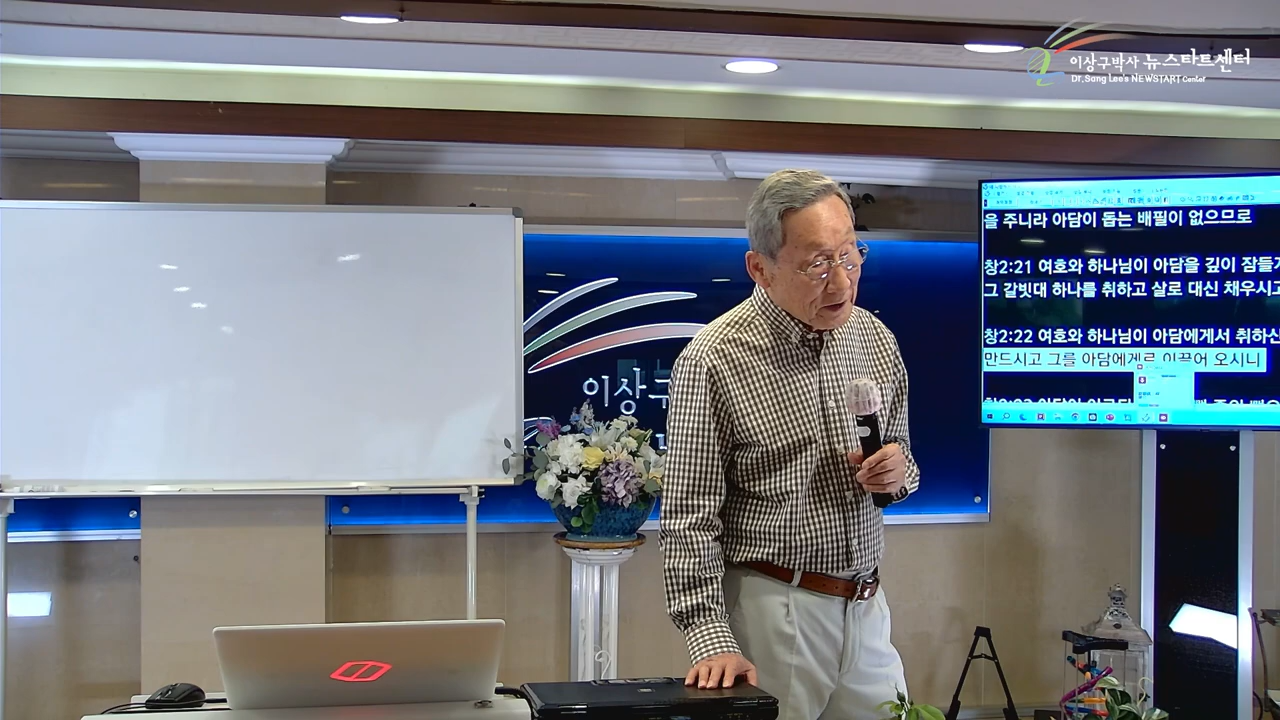 이상구박사 뉴스타트센터
Dr. Sang Lee's NEWSTART Center
을 주니라 아담이 돕는 배필이 없으므로
창2:21 여호와 하나님이 아담을 깊이 잠들게
그 갈빗대 하나를 취하고 살로 대신 채우시고
창2:22 여호와 하나님이 아담에게서 취하신
만드시고 그를 아담에게로 이끌어 오시니
이상구